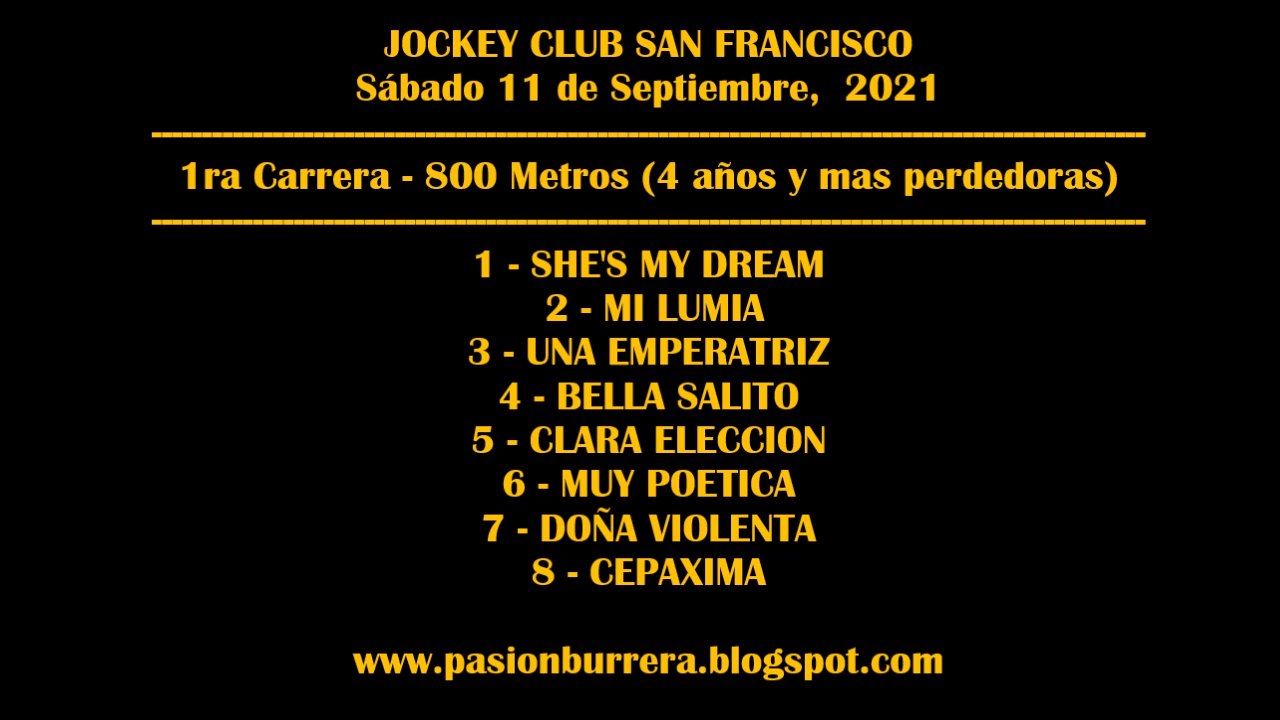 JOCKEY CLUB SAN FRANCISCO
Sábado 11 de Septiembre,  2021
----------------------------------------------------------------------------------------------------
1ra Carrera - 800 Metros (4 años y mas perdedoras)
----------------------------------------------------------------------------------------------------
1 - SHE'S MY DREAM
2 - MI LUMIA
3 - UNA EMPERATRIZ
4 - BELLA SALITO
5 - CLARA ELECCION
6 - MUY POETICA
7 - DOÑA VIOLENTA
8 - CEPAXIMA
www.pasionburrera.blogspot.com